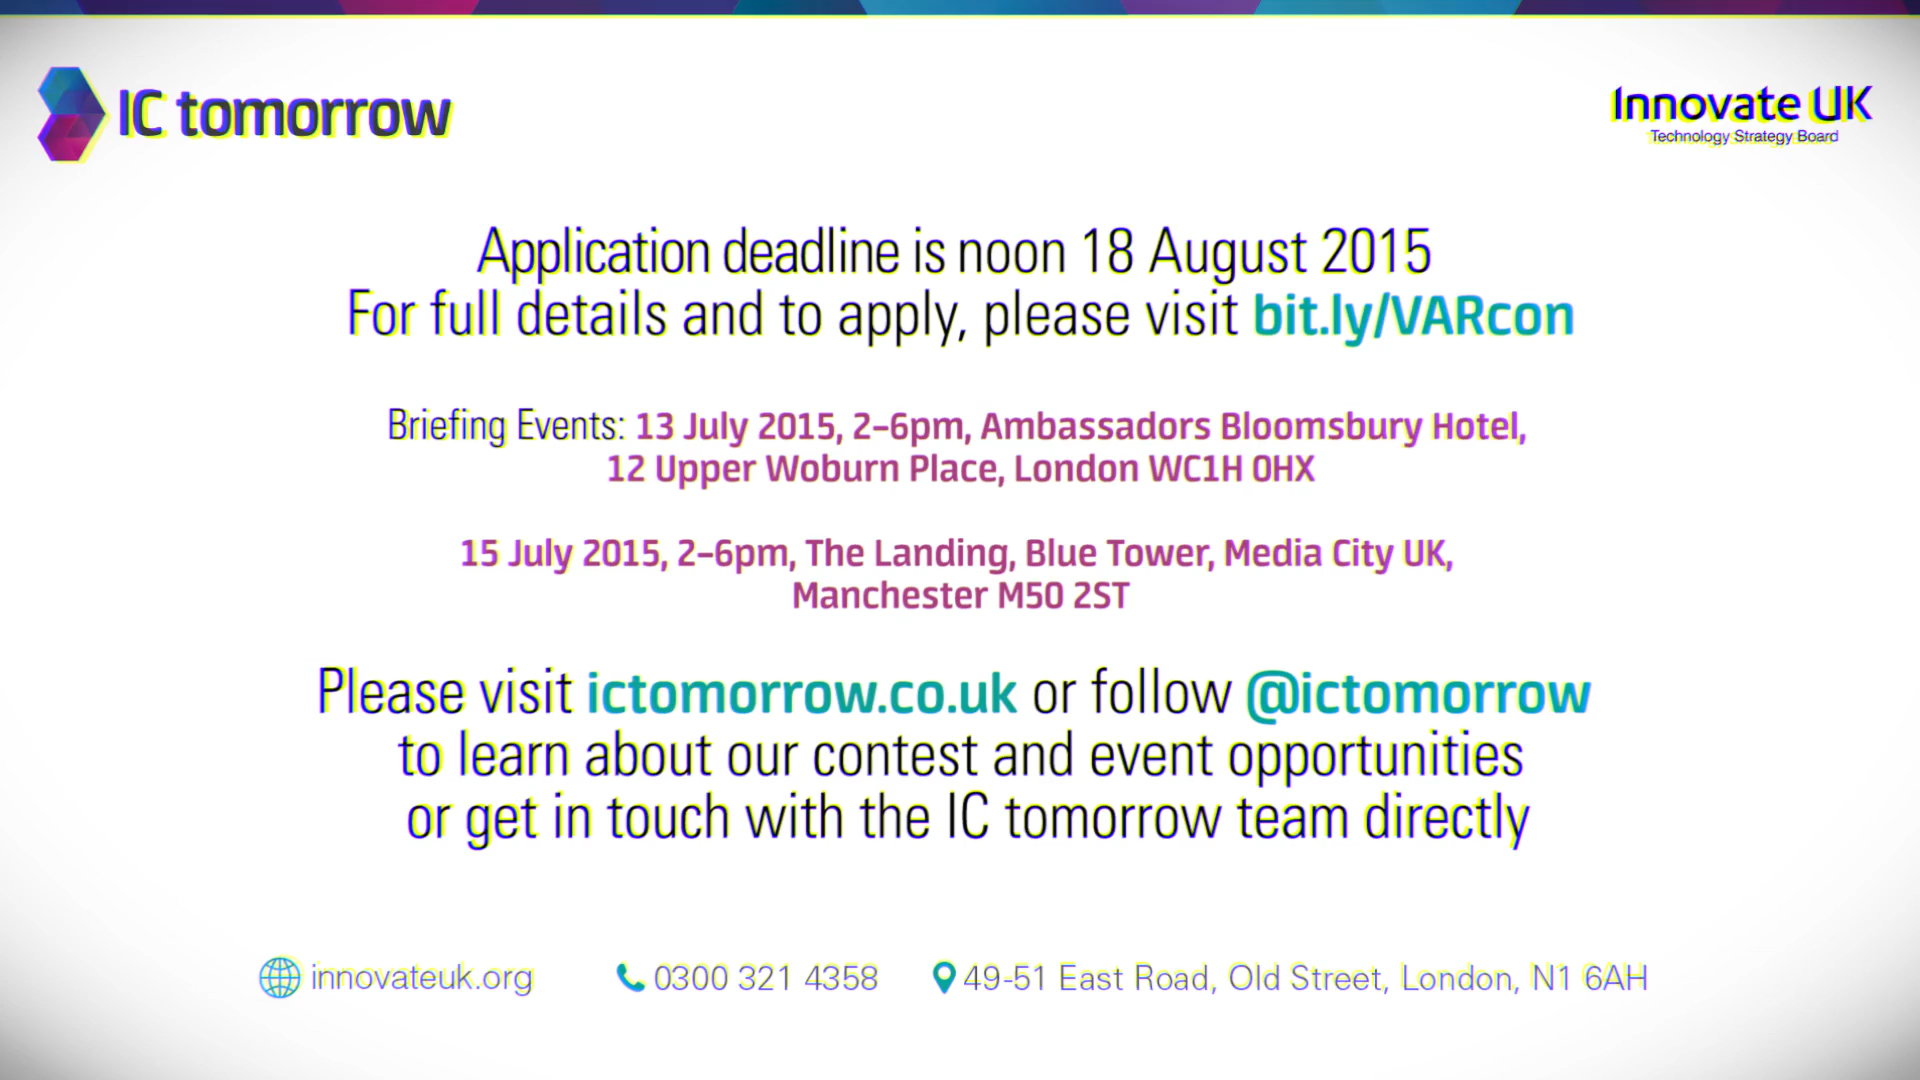 IC tomorrow
Innovate UK
Technology Strategy Board
Application deadline is noon 18 August 2015
For full details and to apply, please visit bit.ly/VARcon
Briefing Events: 13 July 2015, 2–6pm, Ambassadors Bloomsbury Hotel,
12 Upper Woburn Place, London WC1H 0HX
15 July 2015, 2–6pm, The Landing, Blue Tower, Media City UK,
Manchester M50 2ST
Please visit ictomorrow.co.uk or follow @ictomorrow
to learn about our contest and event opportunities
or get in touch with the IC tomorrow team directly
innovateuk.org
0300 321 4358
49-51 East Road, Old Street, London, N1 6AH